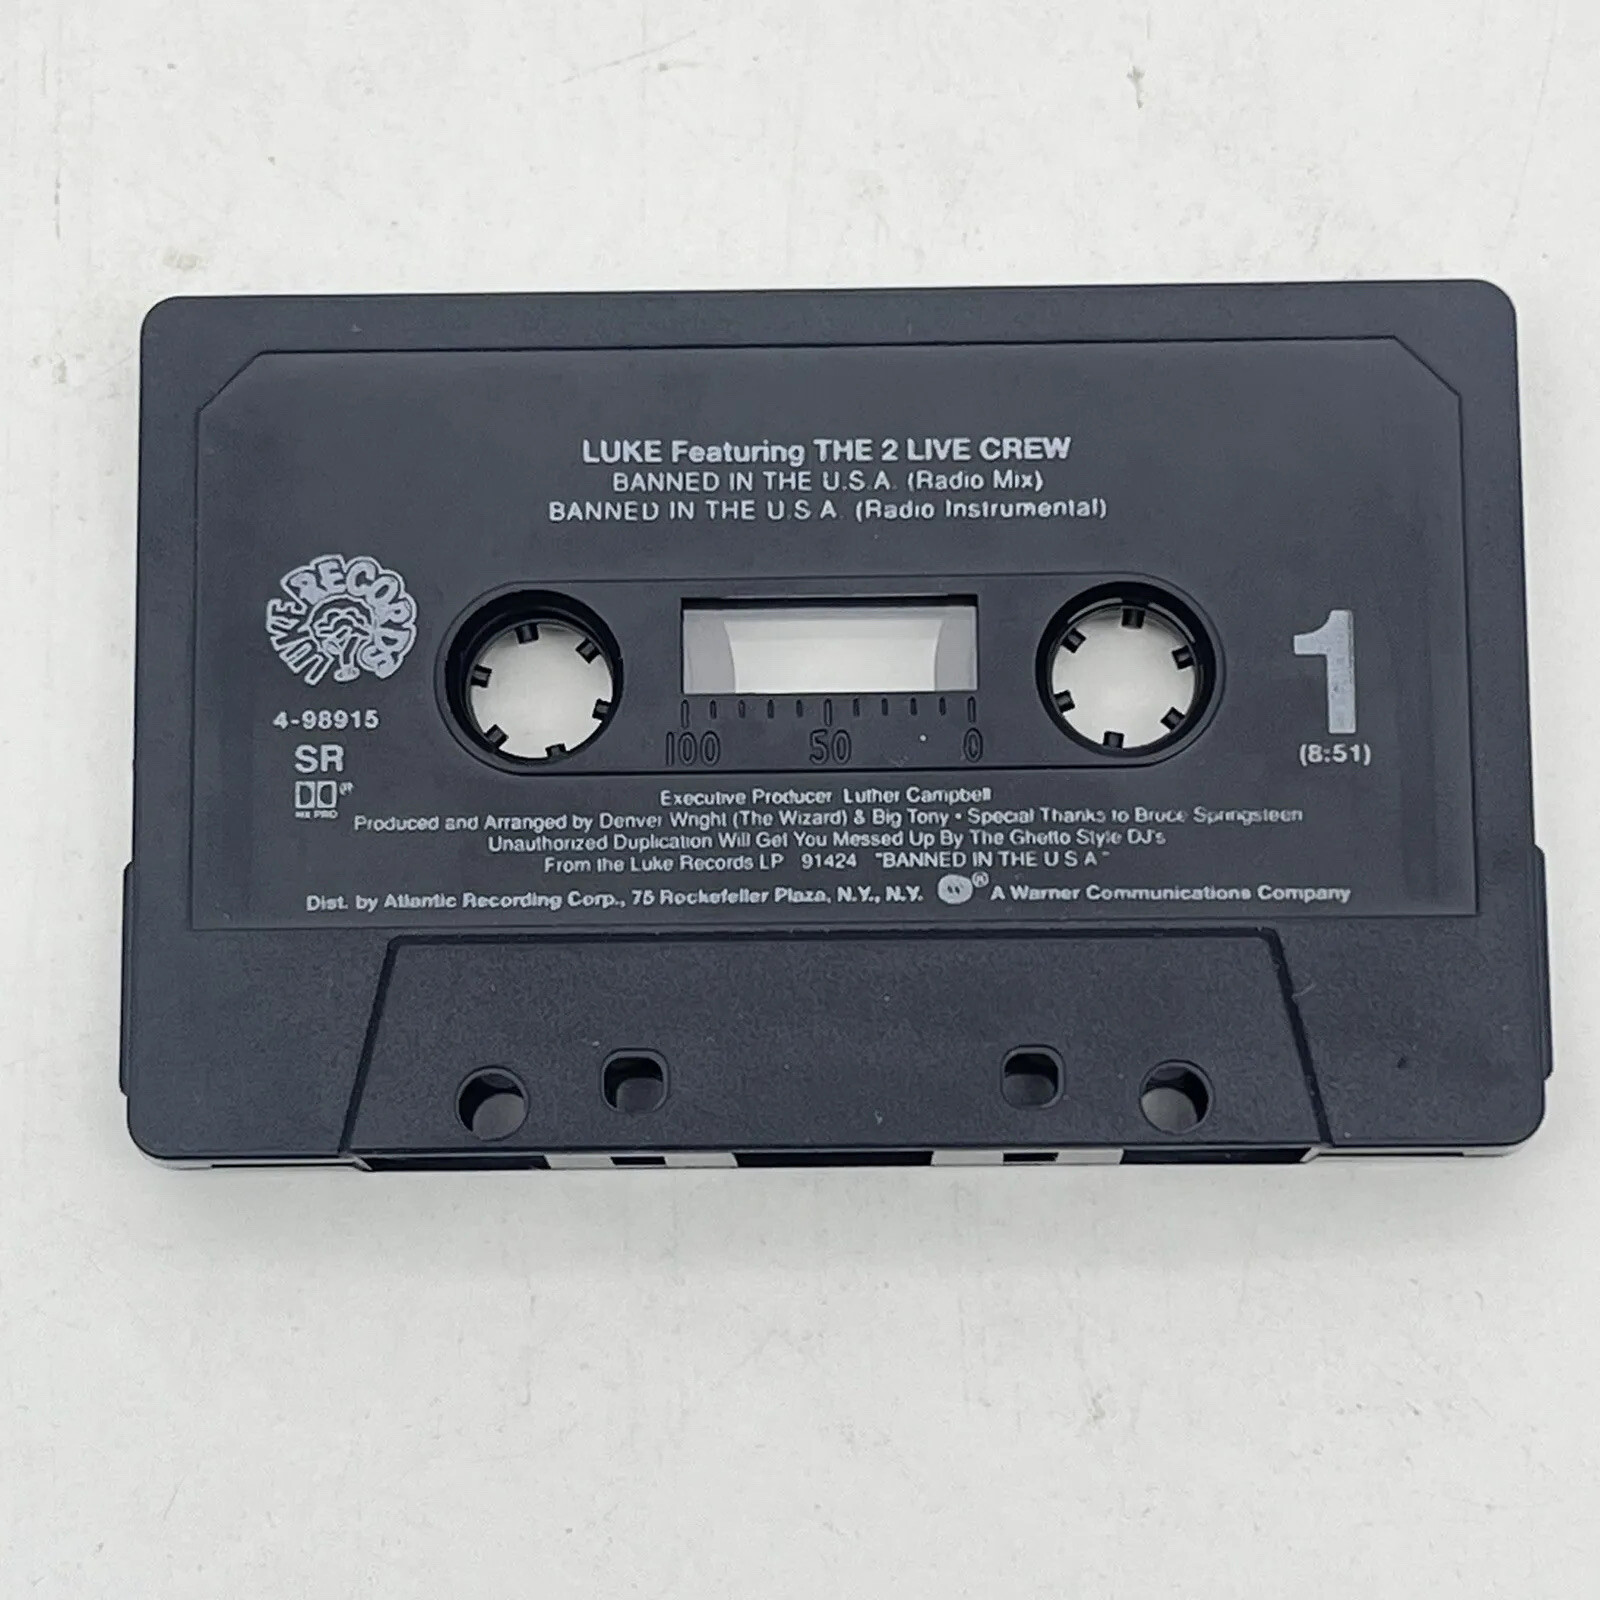 LUKE Featuring THE 2 LIVE CREW
BANNED IN THE U.S.A. (Radio Mix)
BANNED IN THE U.S.A. (Radio Instrumental)
LUKE RECORDS
4-98915
SR
HX PRO
1
(8:51)
100 50 0
Executive Producer Luther Campbell
Produced and Arranged by Denver Wright (The Wizard) & Big Tony • Special Thanks to Bruce Springsteen
Unauthorized Duplication Will Get You Messed Up By The Ghetto Style DJ's
From the Luke Records LP 91424 "BANNED IN THE U S A"
Dist. by Atlantic Recording Corp., 75 Rockefeller Plaza, N.Y., N.Y. ® A Warner Communications Company